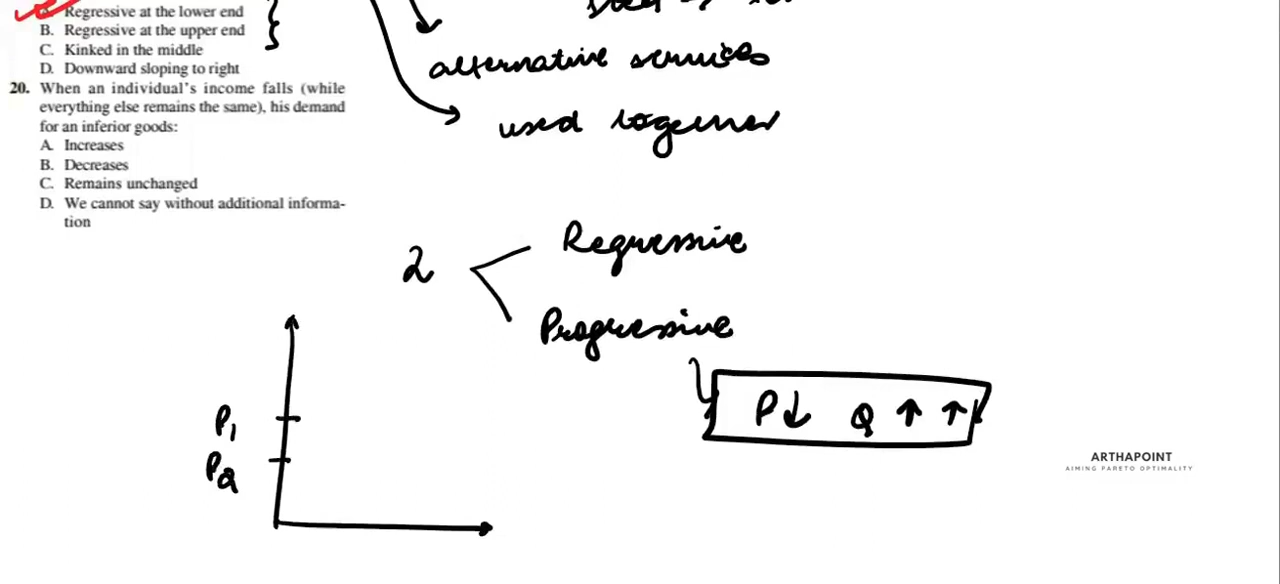 A. Regressive at the lower end
B. Regressive at the upper end
C. Kinked in the middle
D. Downward sloping to right
20. When an individual's income falls (while
everything else remains the same), his demand
for an inferior goods:
A. Increases
B. Decreases
C. Remains unchanged
D. We cannot say without additional informa-
tion
alternative services
used together
2
Regressive
Progressive
P↓ Q ↑ ↑
P1
P2
ARTHAPOINT
AIMING PARETO OPTIMALITY